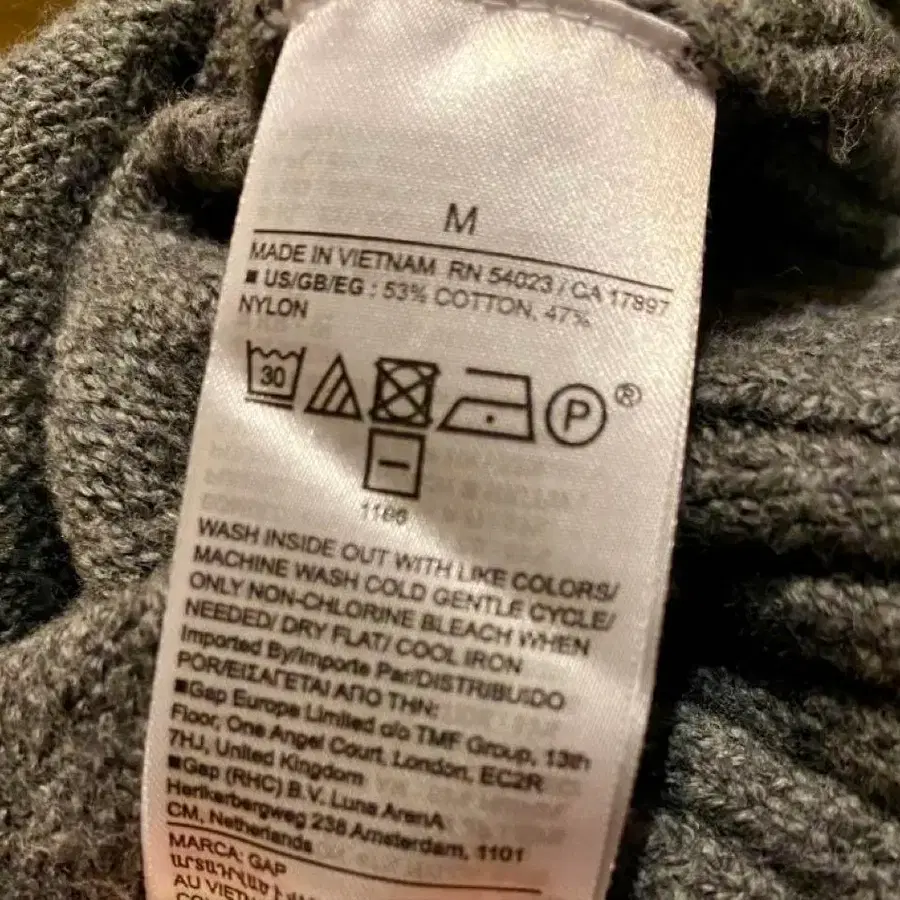 M
MADE IN VIETNAM RN 54023 / CA 17897
■ US/GB/EG : 53% COTTON, 47%
NYLON
30
P ®
1186
WASH INSIDE OUT WITH LIKE COLORS/
MACHINE WASH COLD GENTLE CYCLE/
ONLY NON-CHLORINE BLEACH WHEN
NEEDED/ DRY FLAT/ COOL IRON
Imported By/Importe Par/DISTRIBUIDO
POR/ΕΙΣΑΓΕΤΑΙ ΑΠΟ ΤΗΝ:
■Gap Europe Limited c/o TMF Group, 13th
Floor, One Angel Court, London, EC2R
7HJ, United Kingdom
■Gap (RHC) B.V. Luna ArenA
Herikerbergweg 238 Amsterdam, 1101
CM, Netherlands
MARCA: GAP
AU VIET